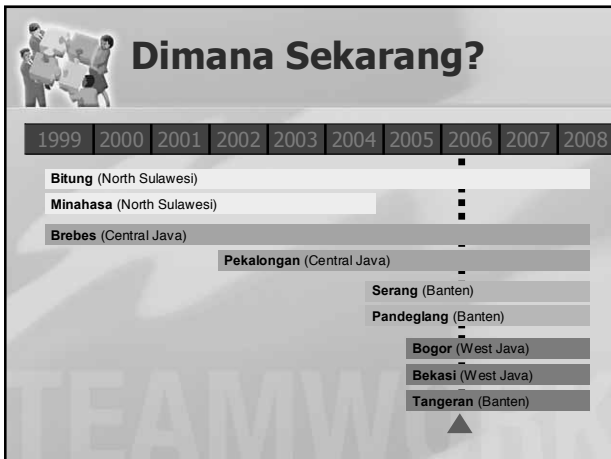 Dimana Sekarang?
1999 2000 2001 2002 2003 2004 2005 2006 2007 2008
Bitung (North Sulawesi)
Minahasa (North Sulawesi)
Brebes (Central Java)
Pekalongan (Central Java)
Serang (Banten)
Pandeglang (Banten)
Bogor (West Java)
Bekasi (West Java)
Tangeran (Banten)
TEAMWORK